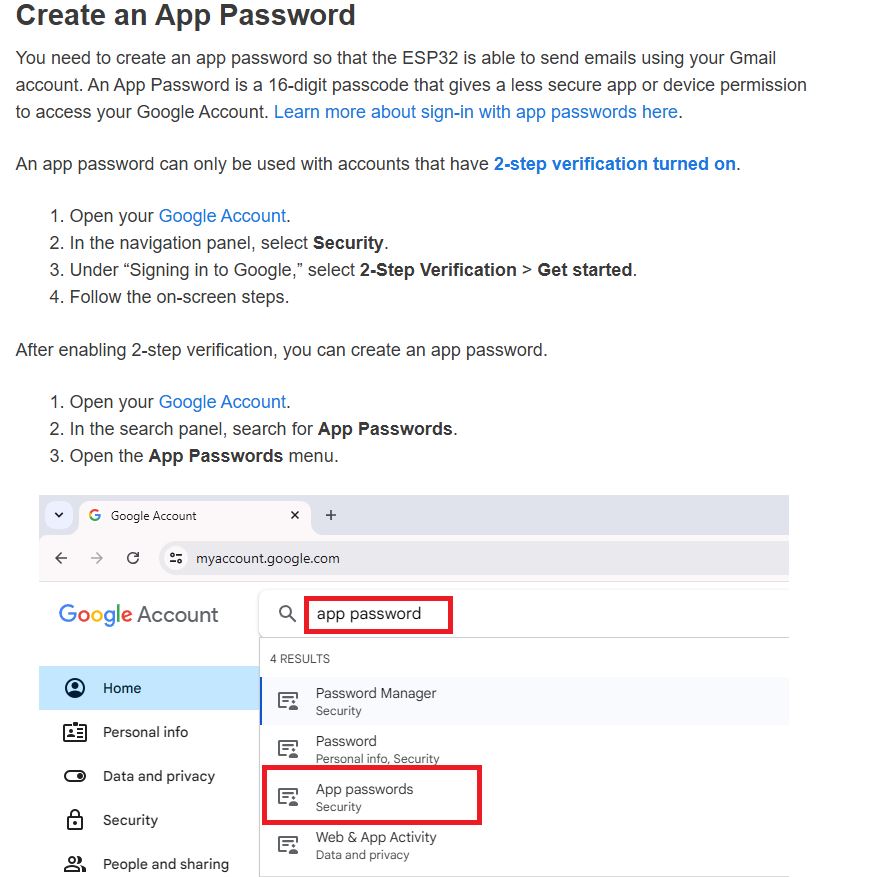 Create an App Password
You need to create an app password so that the ESP32 is able to send emails using your Gmail
account. An App Password is a 16-digit passcode that gives a less secure app or device permission
to access your Google Account. Learn more about sign-in with app passwords here.
An app password can only be used with accounts that have 2-step verification turned on.
1. Open your Google Account.
2. In the navigation panel, select Security.
3. Under “Signing in to Google,” select 2-Step Verification > Get started.
4. Follow the on-screen steps.
After enabling 2-step verification, you can create an app password.
1. Open your Google Account.
2. In the search panel, search for App Passwords.
3. Open the App Passwords menu.
Google Account
myaccount.google.com
Google Account
app password
4 RESULTS
Home
Personal info
Data and privacy
Security
People and sharing
Password Manager
Security
Password
Personal info, Security
App passwords
Security
Web & App Activity
Data and privacy